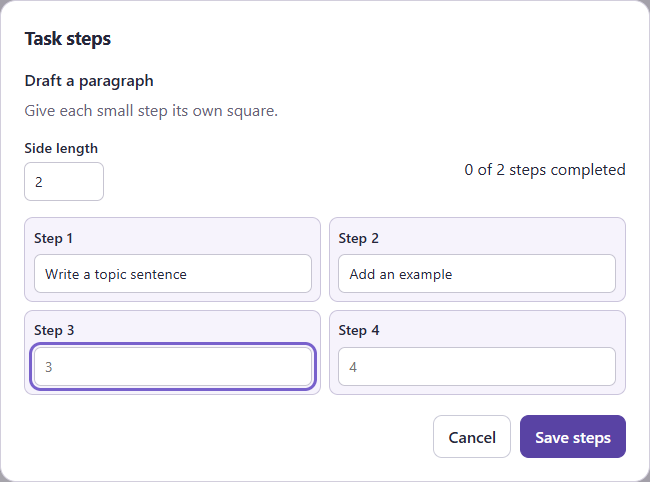 Task steps
Draft a paragraph
Give each small step its own square.
Side length
2
0 of 2 steps completed
Step 1
Step 2
Write a topic sentence
Add an example
Step 3
Step 4
3
4
Cancel
Save steps